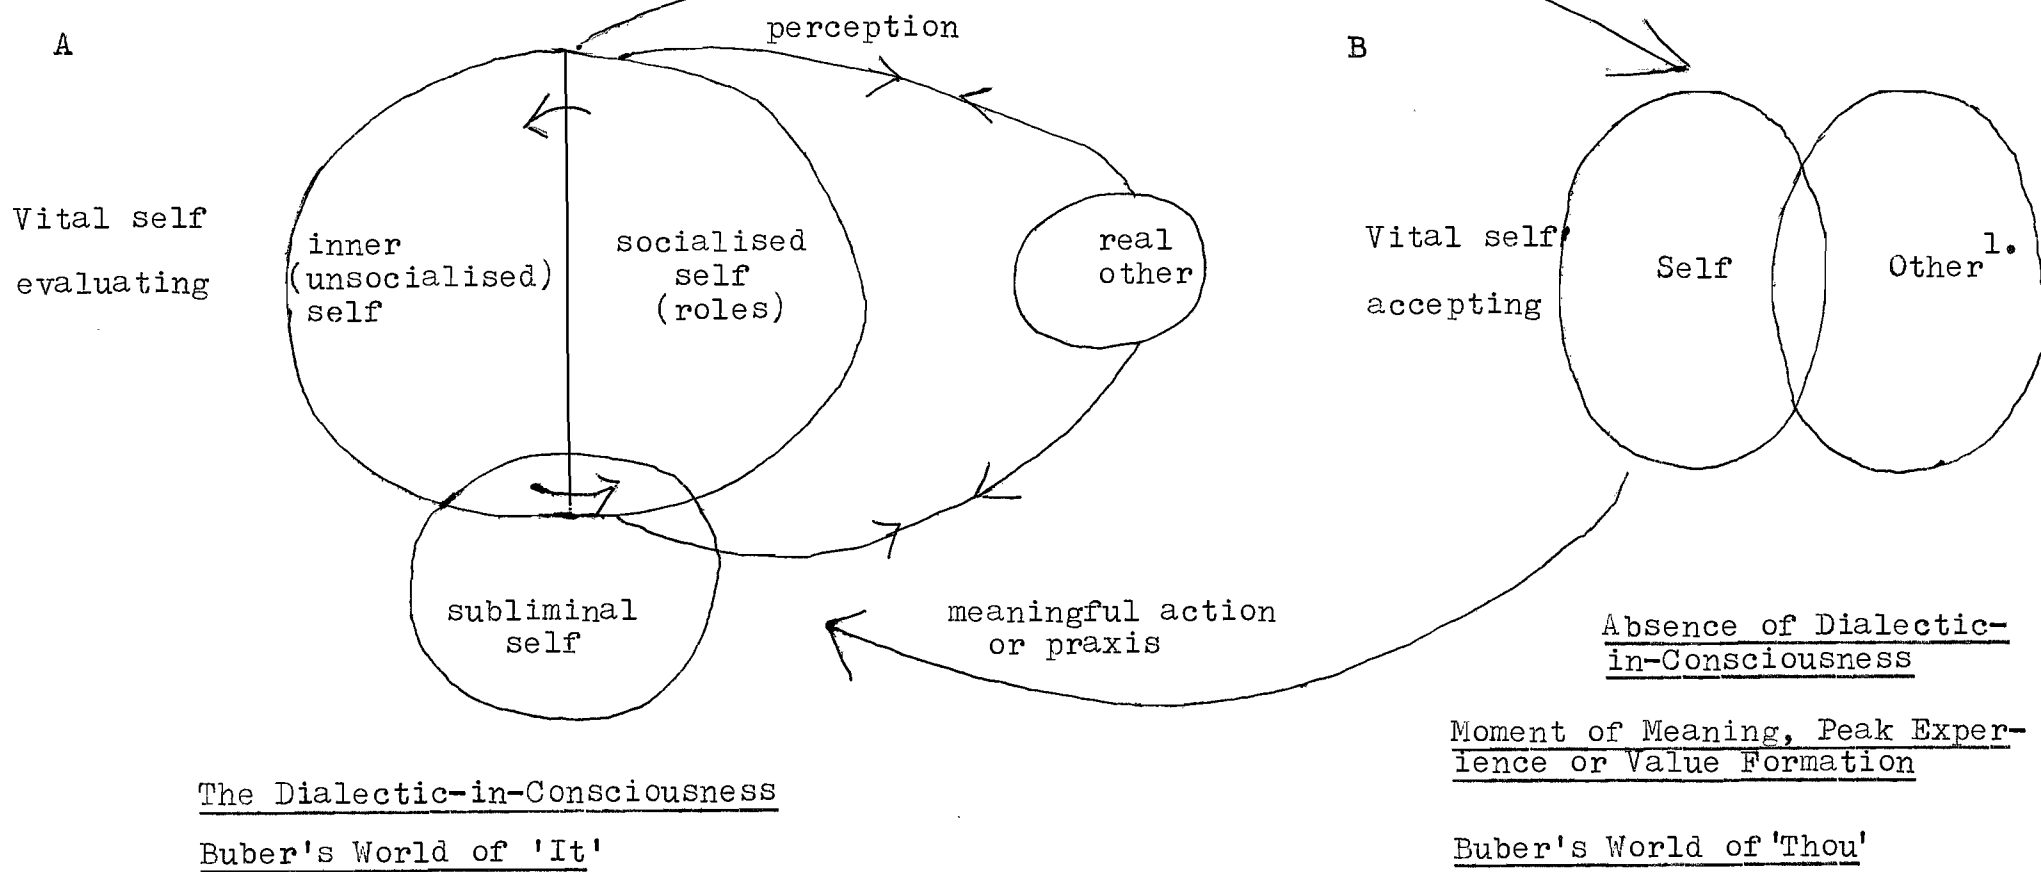 A
perception
B
Vital self
evaluating
inner
(unsocialised)
self
socialised
self
(roles)
real
other
Vital self
accepting
Self
Other 1.
subliminal
self
meaningful action
or praxis
Absence of Dialectic-
in-Consciousness
Moment of Meaning, Peak Exper-
ience or Value Formation
The Dialectic-in-Consciousness
Buber's World of 'It'
Buber's World of 'Thou'